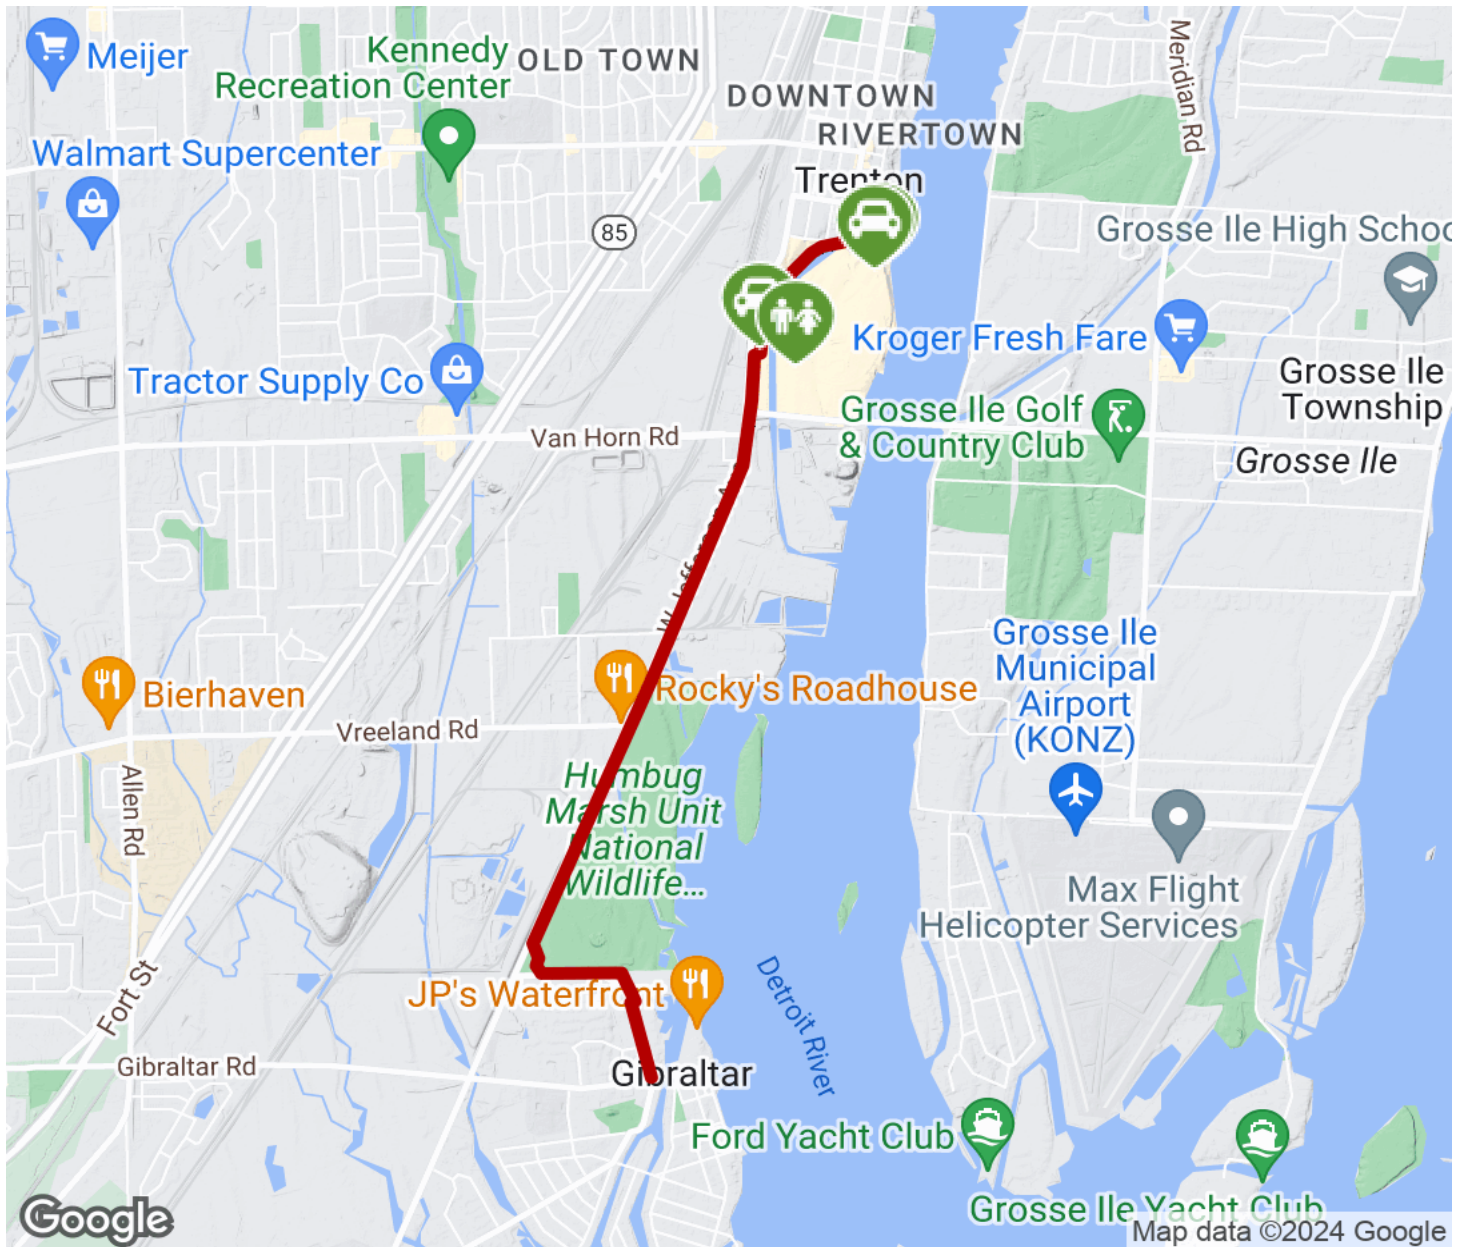 Meijer
Kennedy
Recreation Center
OLD TOWN
Meridian Rd
DOWNTOWN
RIVERTOWN
Walmart Supercenter
Trenton
85
Grosse Ile High Schoo
Kroger Fresh Fare
Tractor Supply Co
Grosse Ile
Township
Grosse Ile Golf
& Country Club
Van Horn Rd
Grosse Ile
W Jefferson Ave
Grosse Ile
Municipal
Airport
(KONZ)
Bierhaven
Rocky's Roadhouse
Vreeland Rd
Allen Rd
Humbug
Marsh Unit
National
Wildlife...
Max Flight
Helicopter Services
Fort St
JP's Waterfront
Detroit River
Gibraltar Rd
Gibraltar
Ford Yacht Club
Grosse Ile Yacht Club
Google
Map data ©2024 Google